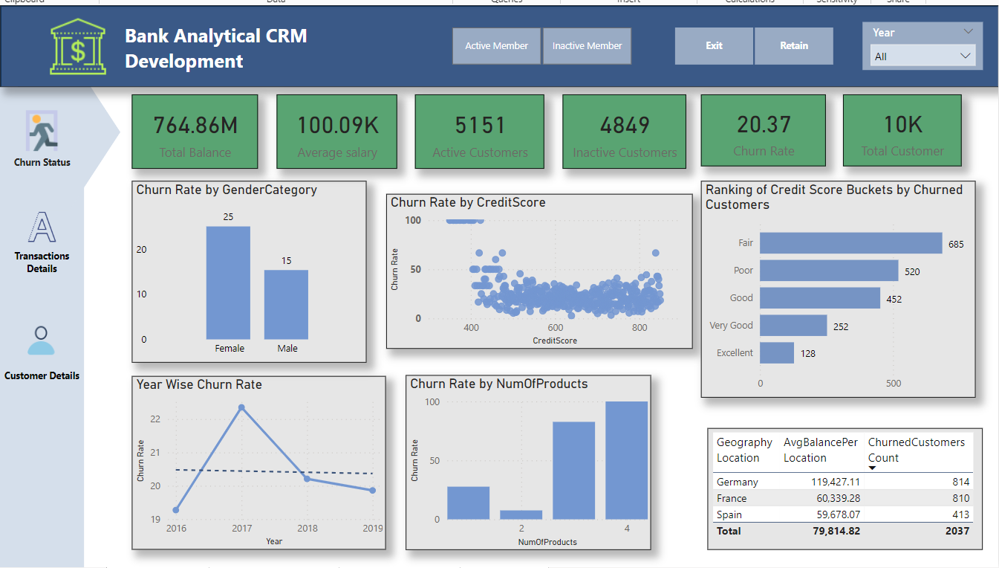 Clipboard
Data
Queries
Insert
Calculations
Sensitivity
Share
Bank Analytical CRM
Development
Active Member
Inactive Member
Exit
Retain
Year
All
$
Churn Status
A
Transactions
Details
Customer Details
764.86M
Total Balance
100.09K
Average salary
5151
Active Customers
4849
Inactive Customers
20.37
Churn Rate
10K
Total Customer
Churn Rate by GenderCategory
25
15
20
10
0
Female
Male
Churn Rate by CreditScore
Churn Rate
100
50
0
400
600
800
CreditScore
Ranking of Credit Score Buckets by Churned
Customers
Fair
685
Poor
520
Good
452
Very Good
252
Excellent
128
0
500
Year Wise Churn Rate
Churn Rate
22
21
20
19
2016
2017
2018
2019
Year
Churn Rate by NumOfProducts
Churn Rate
100
50
0
2
4
NumOfProducts
Geography AvgBalancePer ChurnedCustomers
Location Location Count
Germany 119,427.11 814
France 60,339.28 810
Spain 59,678.07 413
Total 79,814.82 2037